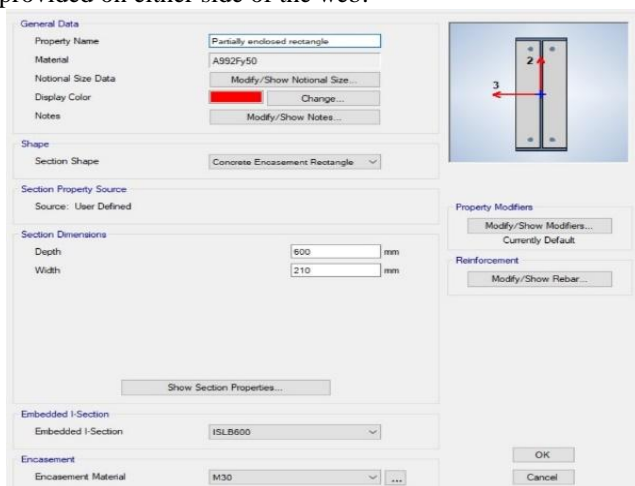 provided on either side of the web.
General Data
Property Name Partially enclosed rectangle
Material A992Fy50
Notional Size Data Modify/Show Notional Size...
Display Color Change...
Notes Modify/Show Notes...
Shape
Section Shape Concrete Encasement Rectangle
Section Property Source
Source: User Defined
Section Dimensions
Depth 600 mm
Width 210 mm
Show Section Properties...
Embedded I-Section
Embedded I-Section ISLB600
Encasement
Encasement Material M30 ...
2
3
Property Modifiers
Modify/Show Modifiers...
Currently Default
Reinforcement
Modify/Show Rebar...
OK
Cancel